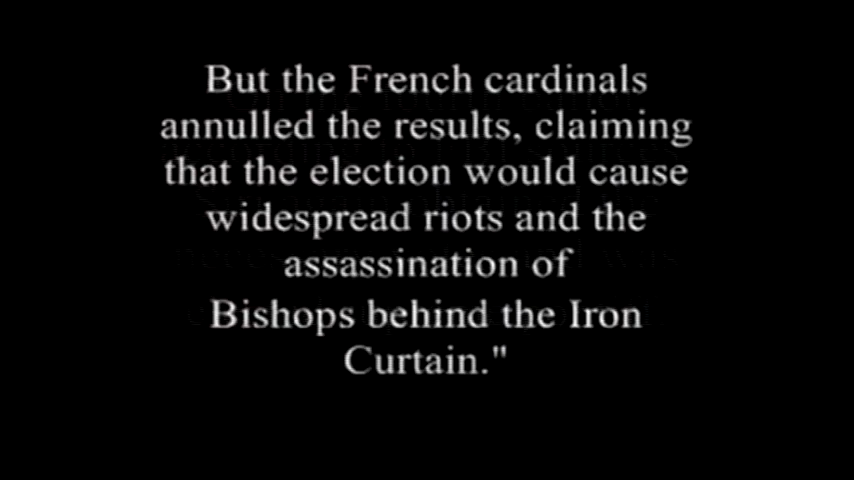 But the French cardinals
annulled the results, claiming
that the election would cause
widespread riots and the
assassination of
Bishops behind the Iron
Curtain."